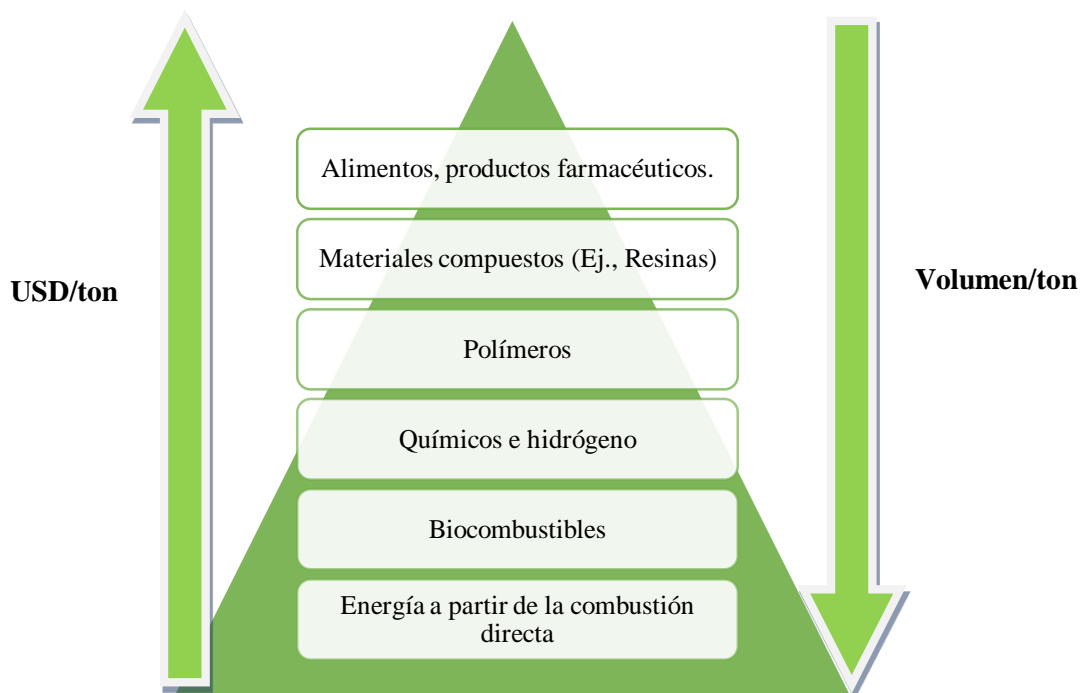 Alimentos, productos farmacéuticos.
Materiales compuestos (Ej., Resinas)
USD/ton
Volumen/ton
Polímeros
Químicos e hidrógeno
Biocombustibles
Energía a partir de la combustión
directa